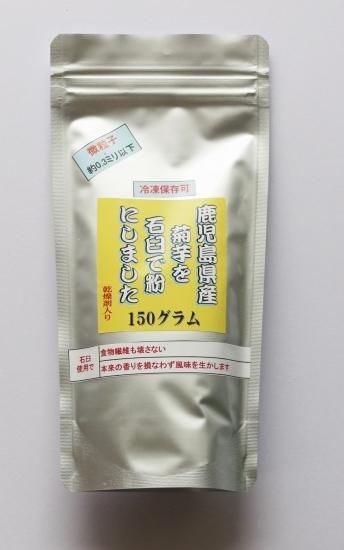 微粒子
約0.3ミリ以下
冷凍保存可
鹿児島県産
菊芋を
石臼で粉
にしました
乾燥剤入り
150グラム
石臼
使用で
食物繊維も壊さない
本来の香りを損なわず風味を生かします